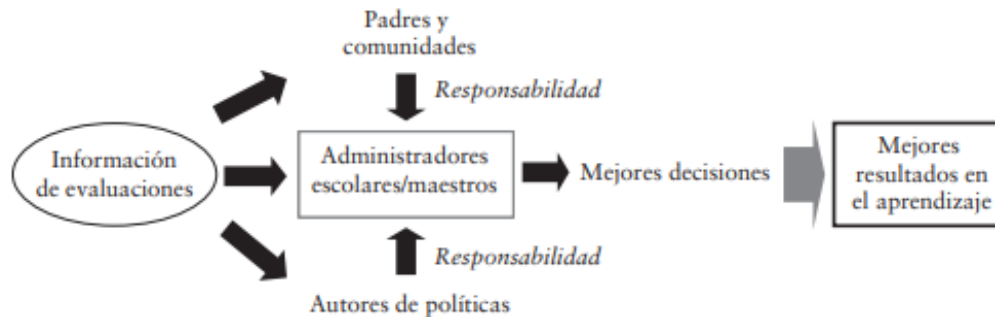 Padres y
comunidades
Responsabilidad
Información
de evaluaciones
Administradores
escolares/maestros
Mejores decisiones
Mejores
resultados en
el aprendizaje
Responsabilidad
Autores de políticas